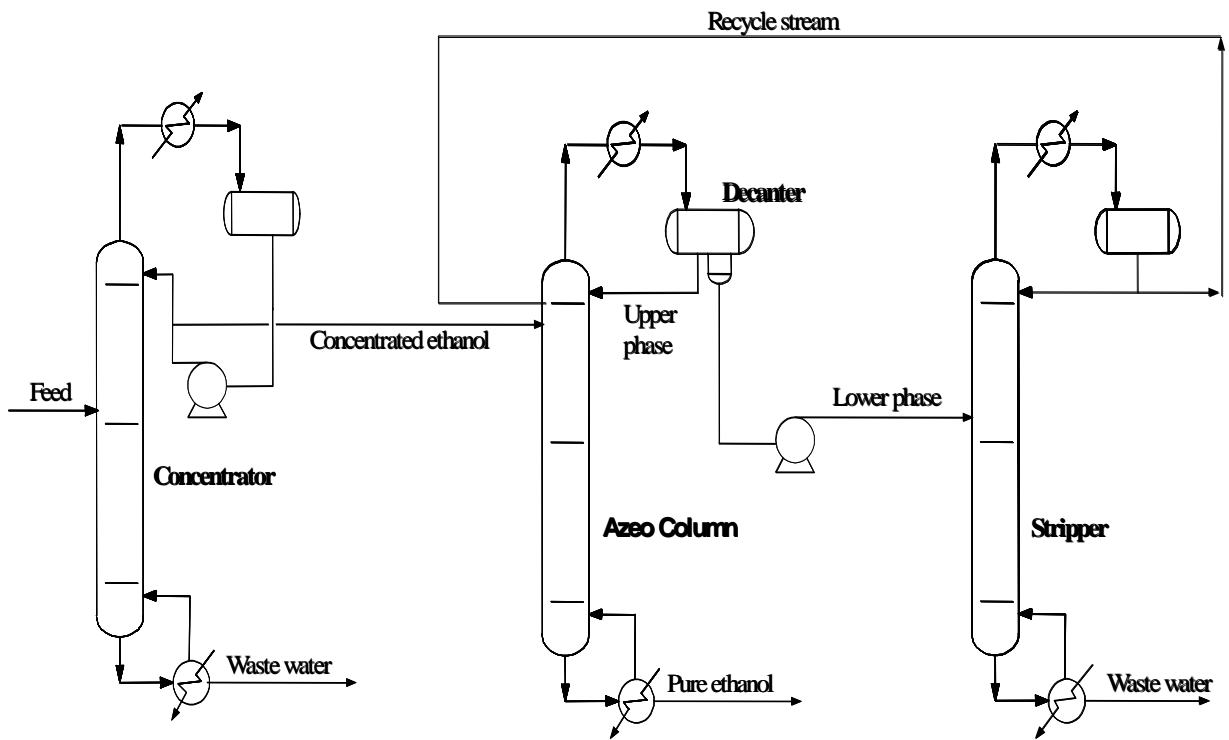 Recycle stream
Decanter
Upper
phase
Concentrated ethanol
Feed
Lower phase
Concentrator
Azeo Column
Stripper
Waste water
Pure ethanol
Waste water